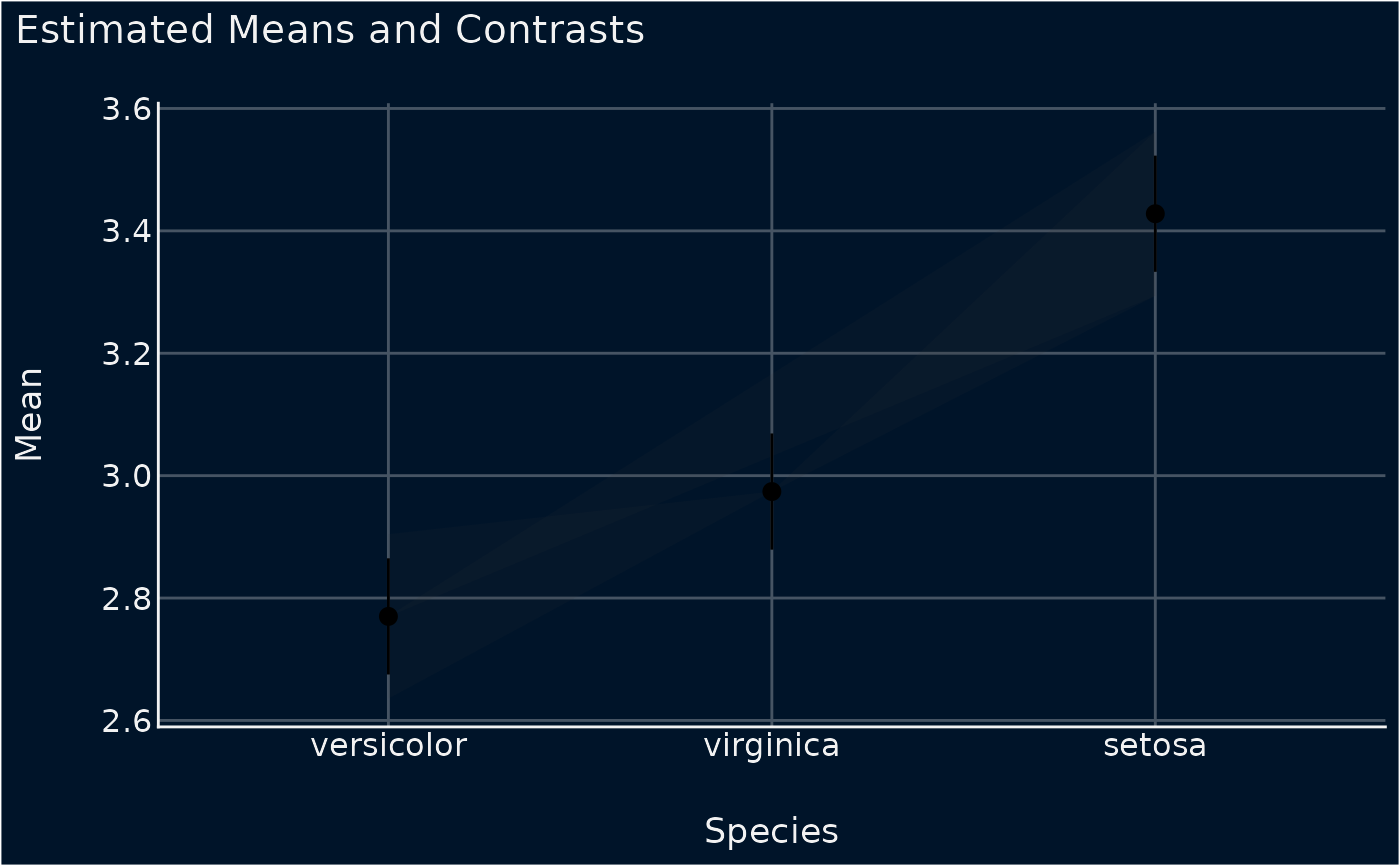 Estimated Means and Contrasts
3.6
3.4
3.2
3.0
2.8
2.6
Mean
versicolor virginica setosa
Species